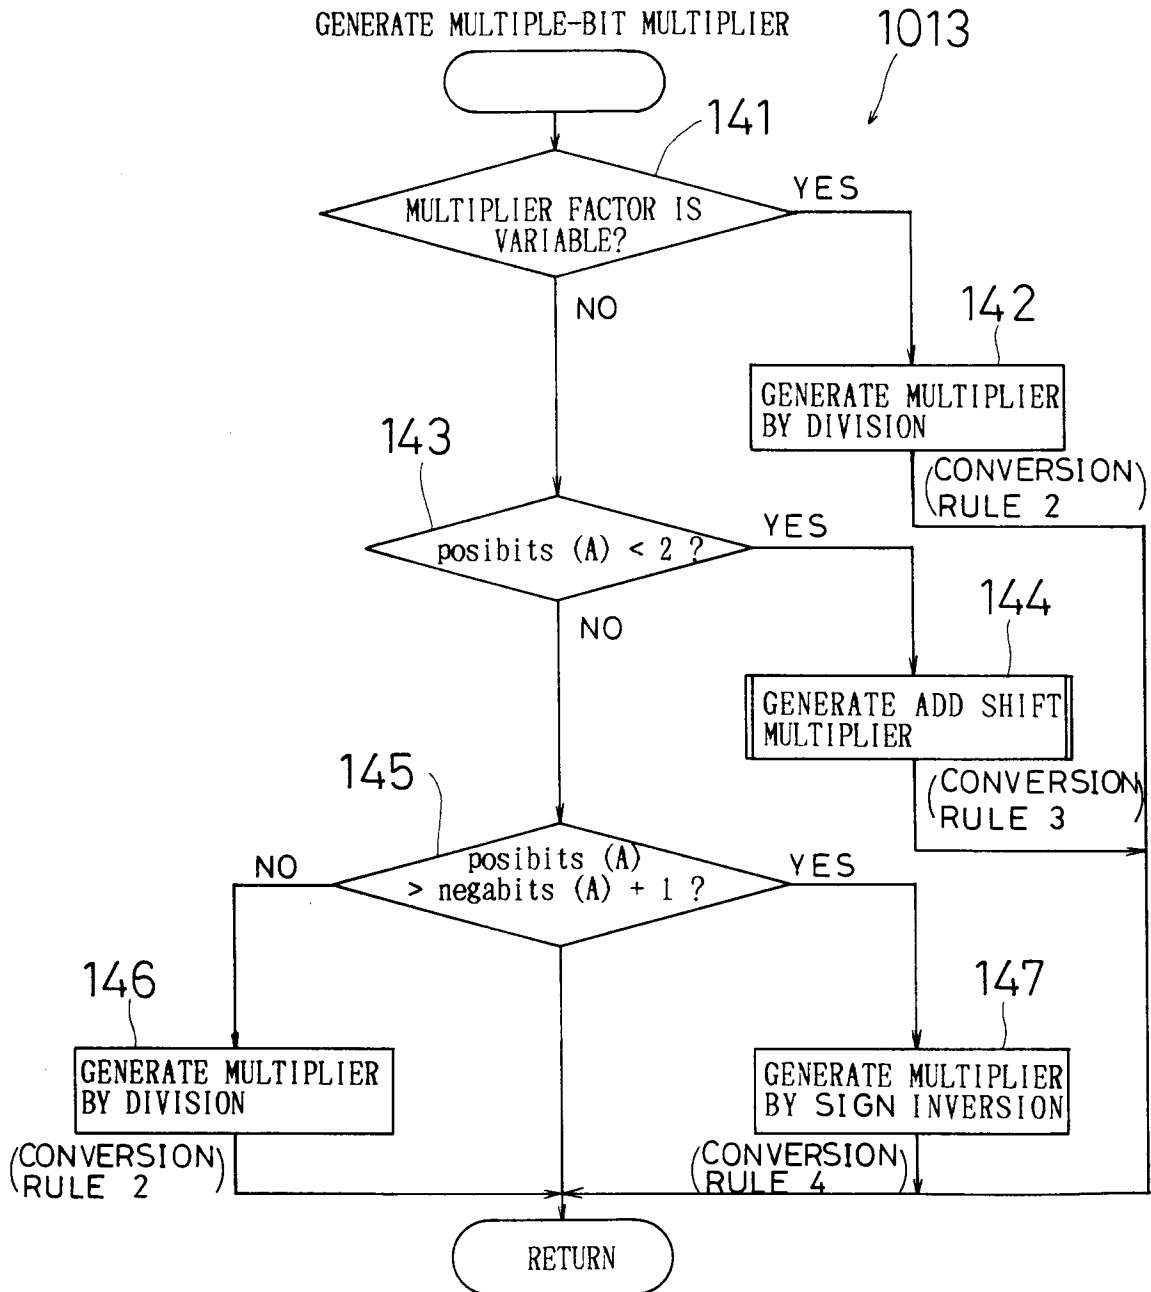 GENERATE MULTIPLE-BIT MULTIPLIER
1013
141
MULTIPLIER FACTOR IS
VARIABLE?
YES
NO
142
GENERATE MULTIPLIER
BY DIVISION
(CONVERSION
RULE 2)
143
posibits (A) < 2 ?
YES
NO
144
GENERATE ADD SHIFT
MULTIPLIER
(CONVERSION
RULE 3)
145
posibits (A)
> negabits (A) + 1 ?
NO
YES
146
GENERATE MULTIPLIER
BY DIVISION
(CONVERSION
RULE 2)
147
GENERATE MULTIPLIER
BY SIGN INVERSION
(CONVERSION
RULE 4)
RETURN